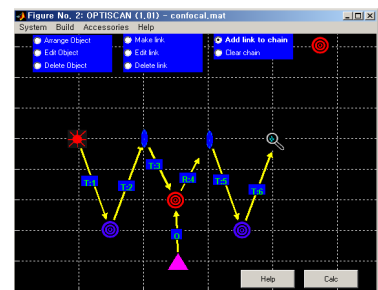 Figure No. 2: OPTISCAN (1.01) - confocal.mat
System Build Accessories Help
Arrange Object Make link Add link to chain
Edit Object Edit link Clear chain
Delete Object Delete link
T:1 T:2 T:3 R:4 T:5 T:6
0
Help Calc